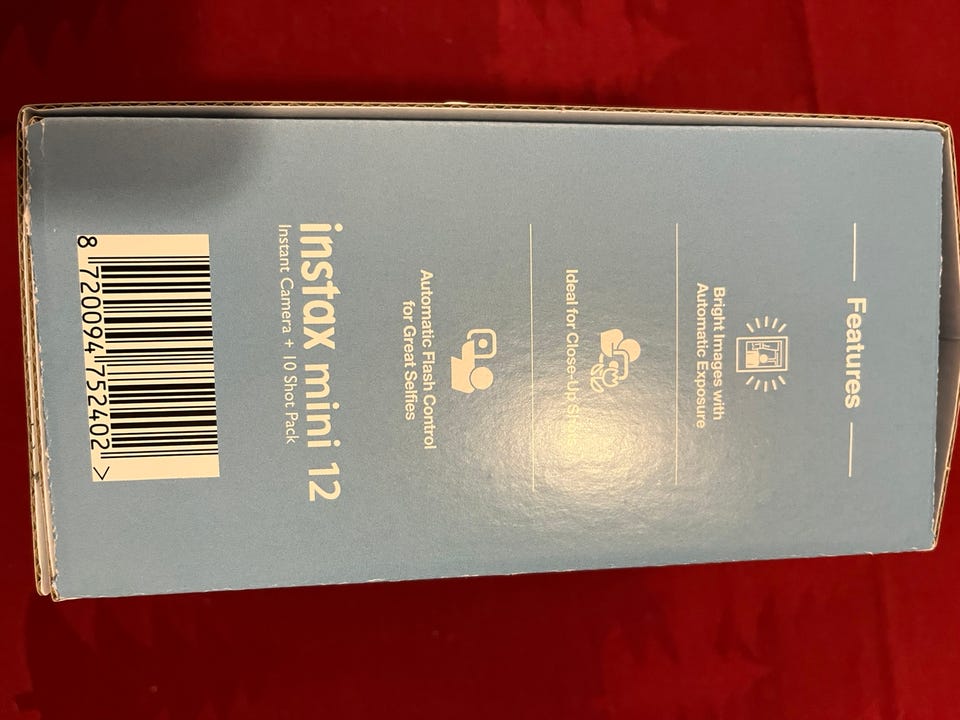 Features
Bright Images with
Automatic Exposure
Ideal for Close-Up
Automatic Flash Control
for Great Selfies
instax mini 12
Instant Camera + 10 Shot Pack
8 720094 752402 >